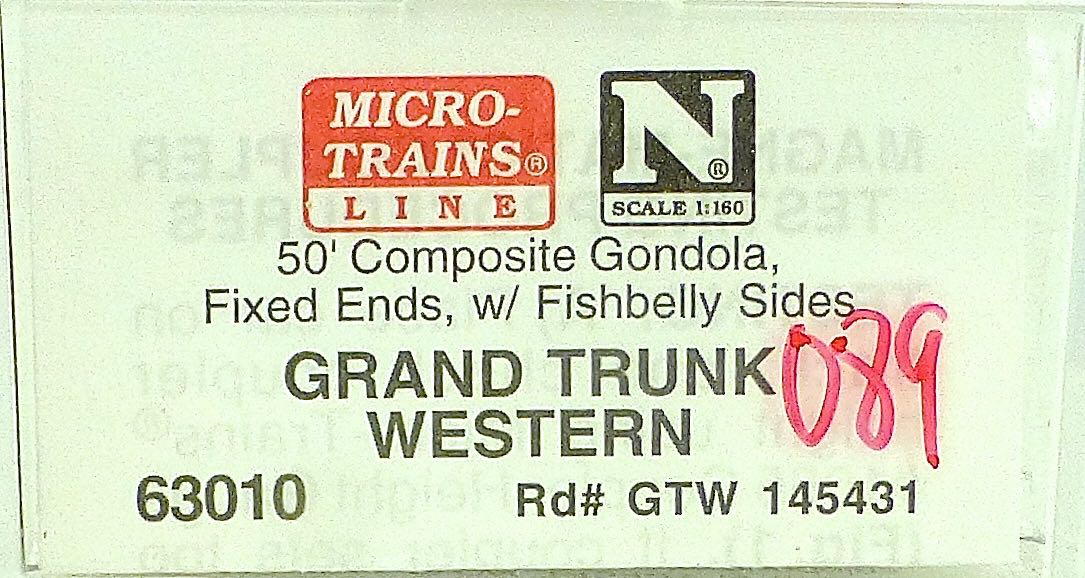 MICRO-
TRAINS®
LINE
N®
SCALE 1:160
50' Composite Gondola,
Fixed Ends, w/ Fishbelly Sides
GRAND TRUNK
WESTERN
089
63010
Rd# GTW 145431